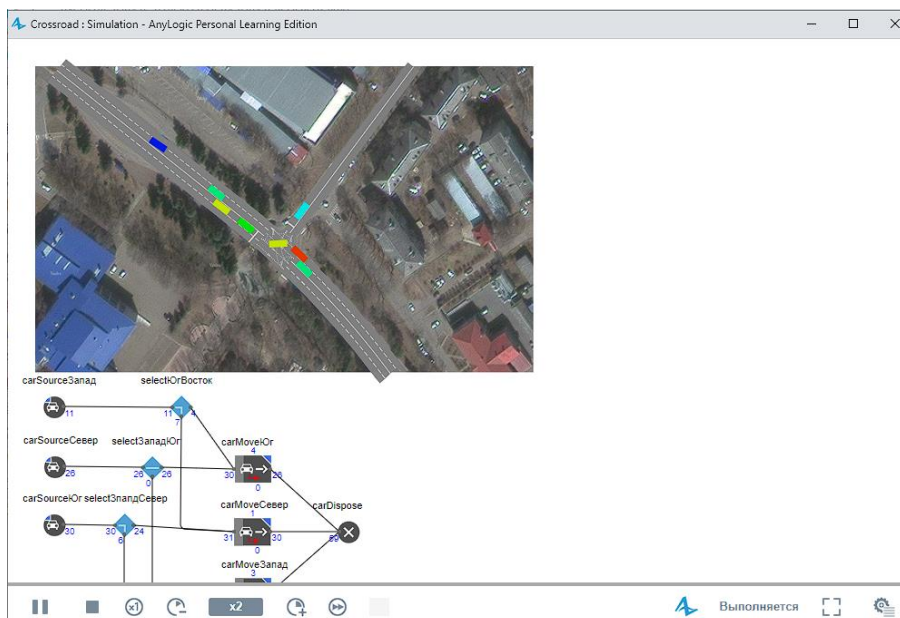 Crossroad : Simulation - AnyLogic Personal Learning Edition
carSourceЗапад
selectЮгВосток
11
11
4
7
carSourceСевер
selectЗападЮг
carMoveЮг
4
26
26
26
0
30
26
0
carSourceЮг
selectЗпапдСевер
carMoveСевер
carDispose
1
30
30
24
6
31
30
0
carMoveЗапад
3
x1
x2
Выполняется